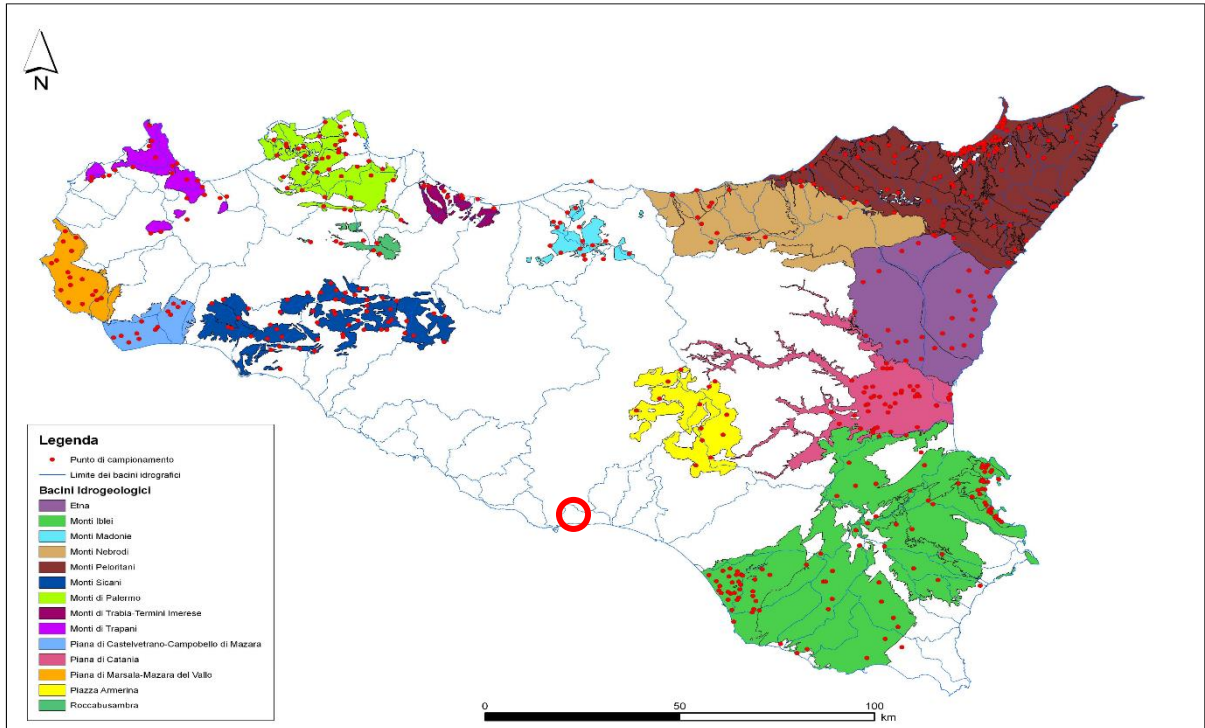 N
Legenda
Punto di campionamento
Limite dei bacini idrografici
Bacini Idrogeologici
Etna
Monti Iblei
Monti Madonie
Monti Nebrodi
Monti Peloritani
Monti Sicani
Monti di Palermo
Monti di Trabia-Termini Imerese
Monti di Trapani
Piana di Castelvetrano-Campobello di Mazara
Piana di Catania
Piana di Marsala-Mazara del Vallo
Piazza Armerina
Roccabusambra
0 50 100
km